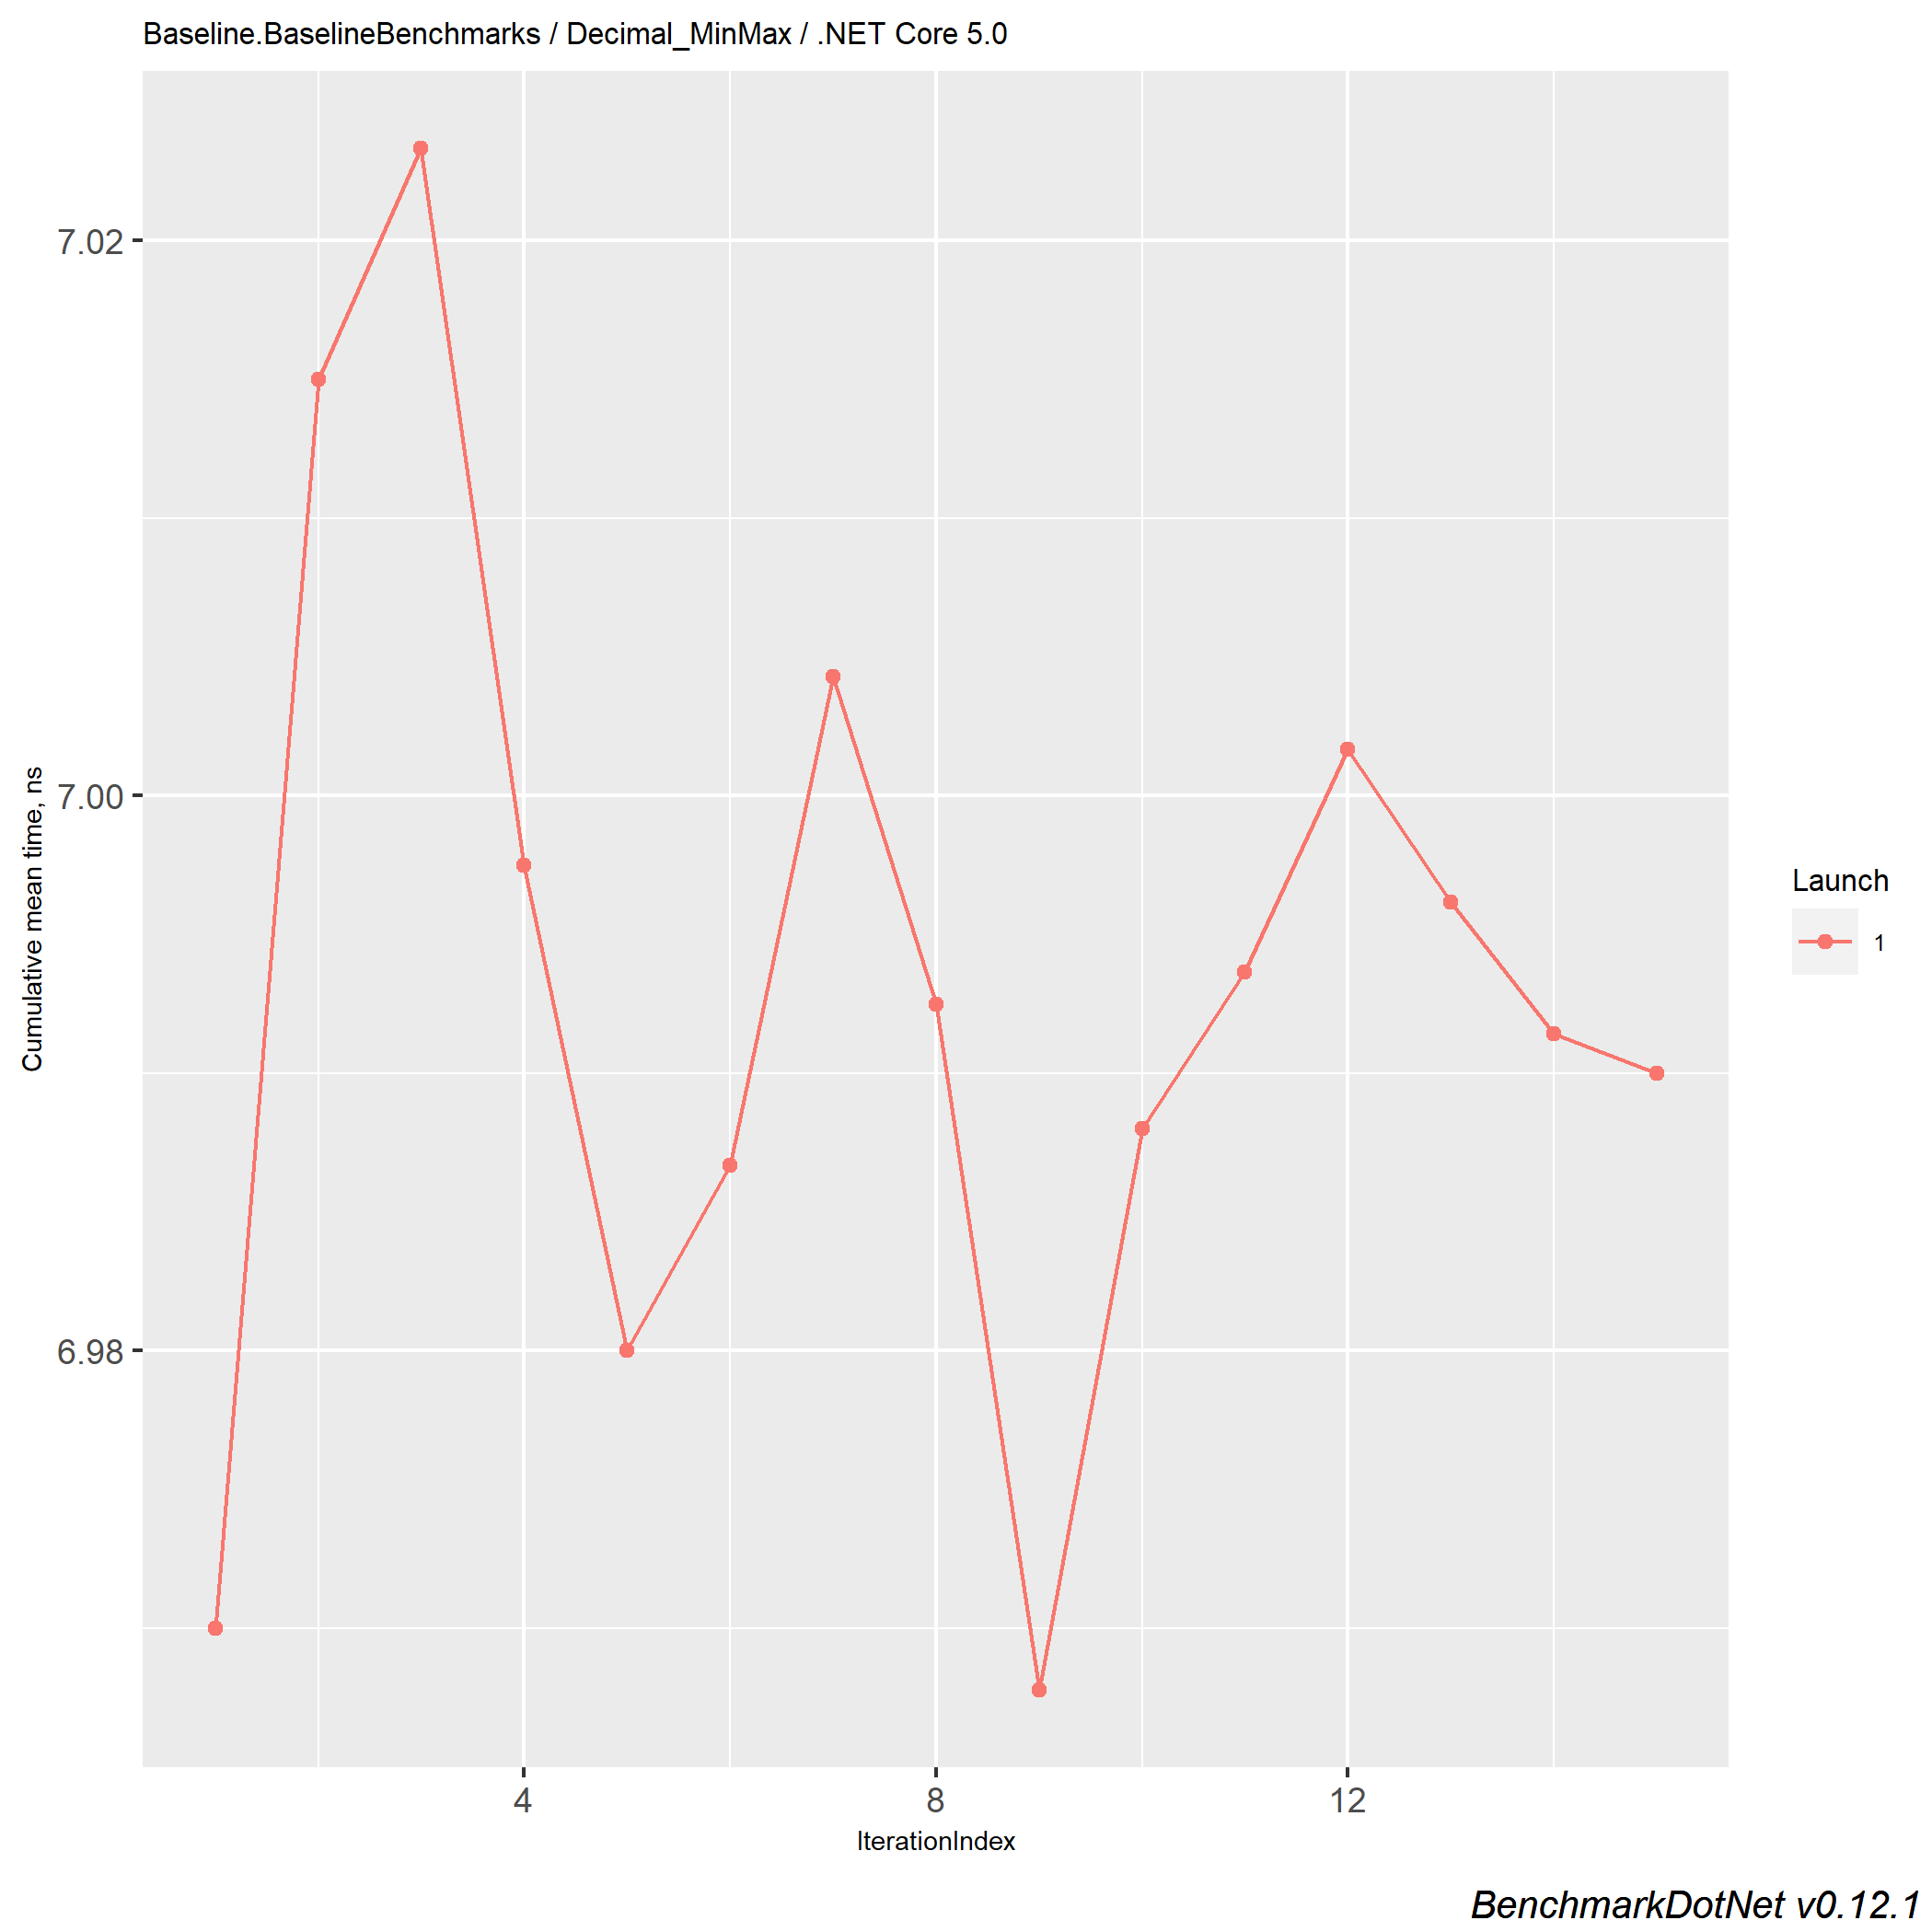 Baseline.BaselineBenchmarks / Decimal_MinMax / .NET Core 5.0
7.02
7.00
6.98
Cumulative mean time, ns
4
8
12
IterationIndex
Launch
1
BenchmarkDotNet v0.12.1